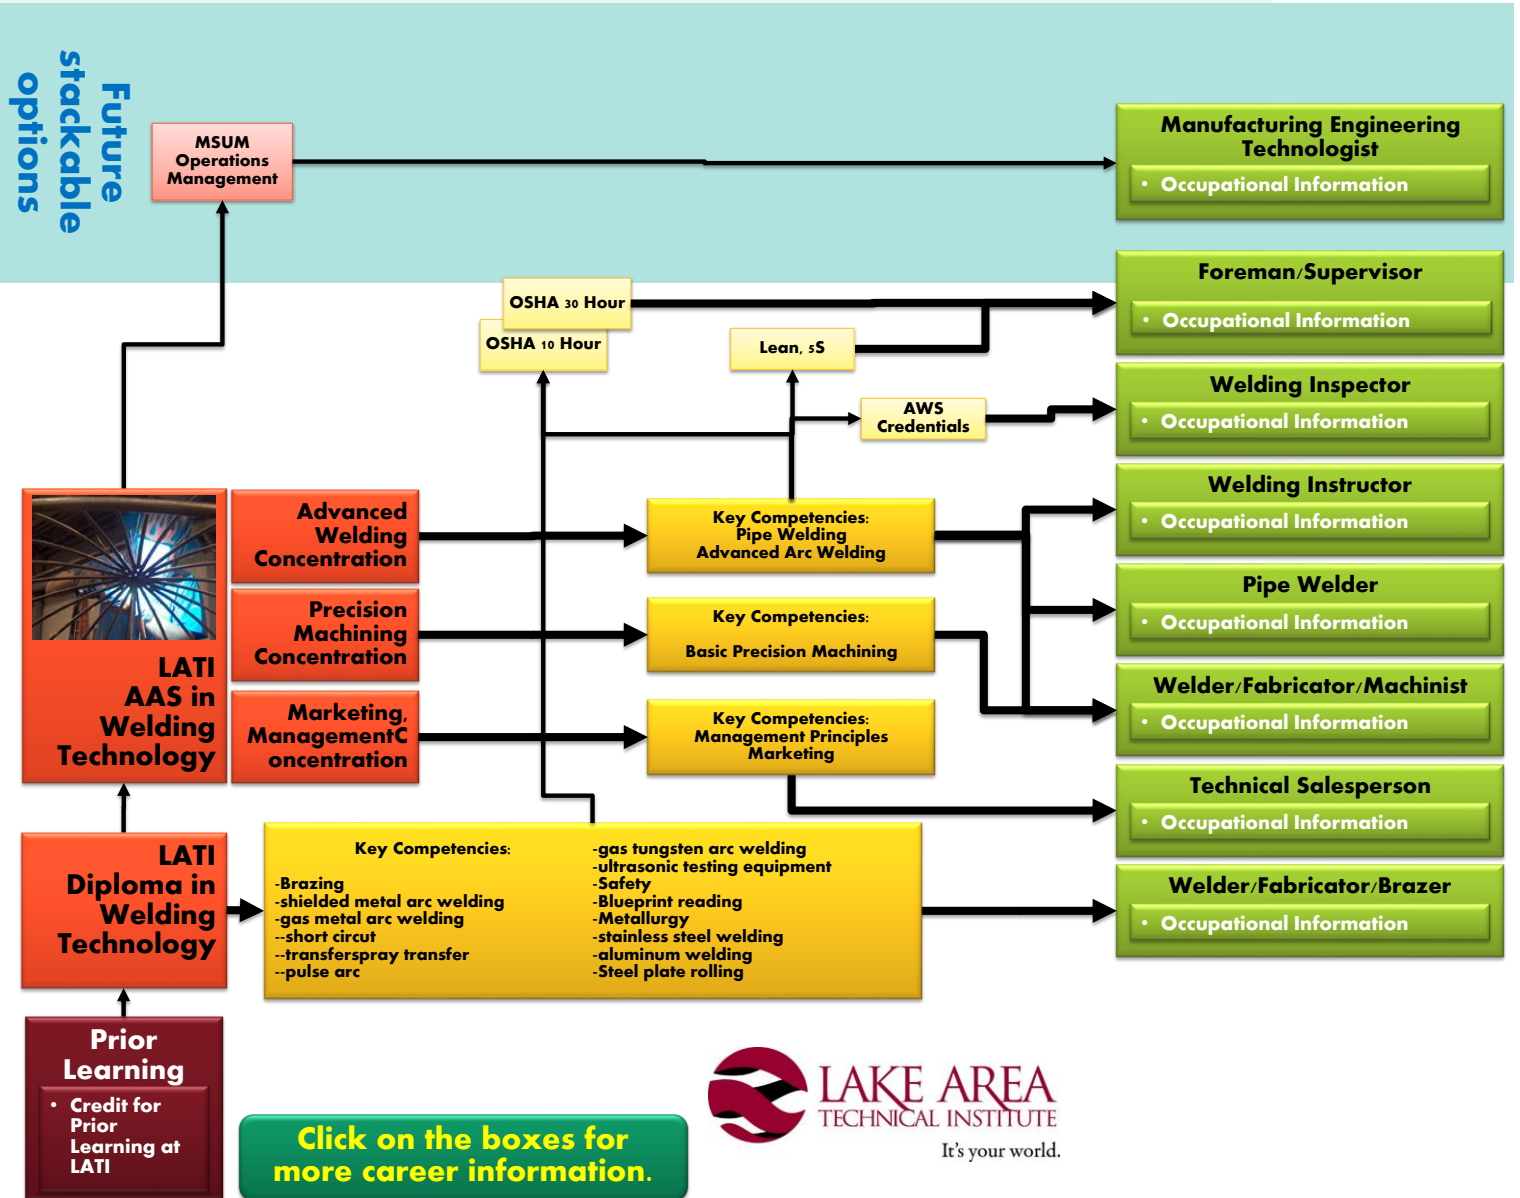 Future
stackable
options
MSUM
Operations
Management
Manufacturing Engineering
Technologist
• Occupational Information
Foreman/Supervisor
• Occupational Information
OSHA 30 Hour
OSHA 10 Hour
Lean, 5S
AWS
Credentials
Welding Inspector
• Occupational Information
Welding Instructor
• Occupational Information
Pipe Welder
• Occupational Information
Welder/Fabricator/Machinist
• Occupational Information
Technical Salesperson
• Occupational Information
Welder/Fabricator/Brazer
• Occupational Information
LATI
AAS in
Welding
Technology
Advanced
Welding
Concentration
Precision
Machining
Concentration
Marketing,
ManagementC
oncentration
Key Competencies:
Pipe Welding
Advanced Arc Welding
Key Competencies:
Basic Precision Machining
Key Competencies:
Management Principles
Marketing
LATI
Diploma in
Welding
Technology
Key Competencies:
-Brazing
-shielded metal arc welding
-gas metal arc welding
--short circut
--transferspray transfer
--pulse arc
-gas tungsten arc welding
-ultrasonic testing equipment
-Safety
-Blueprint reading
-Metallurgy
-stainless steel welding
-aluminum welding
-Steel plate rolling
Prior
Learning
• Credit for
Prior
Learning at
LATI
Click on the boxes for
more career information.
LAKE AREA
TECHNICAL INSTITUTE
It's your world.